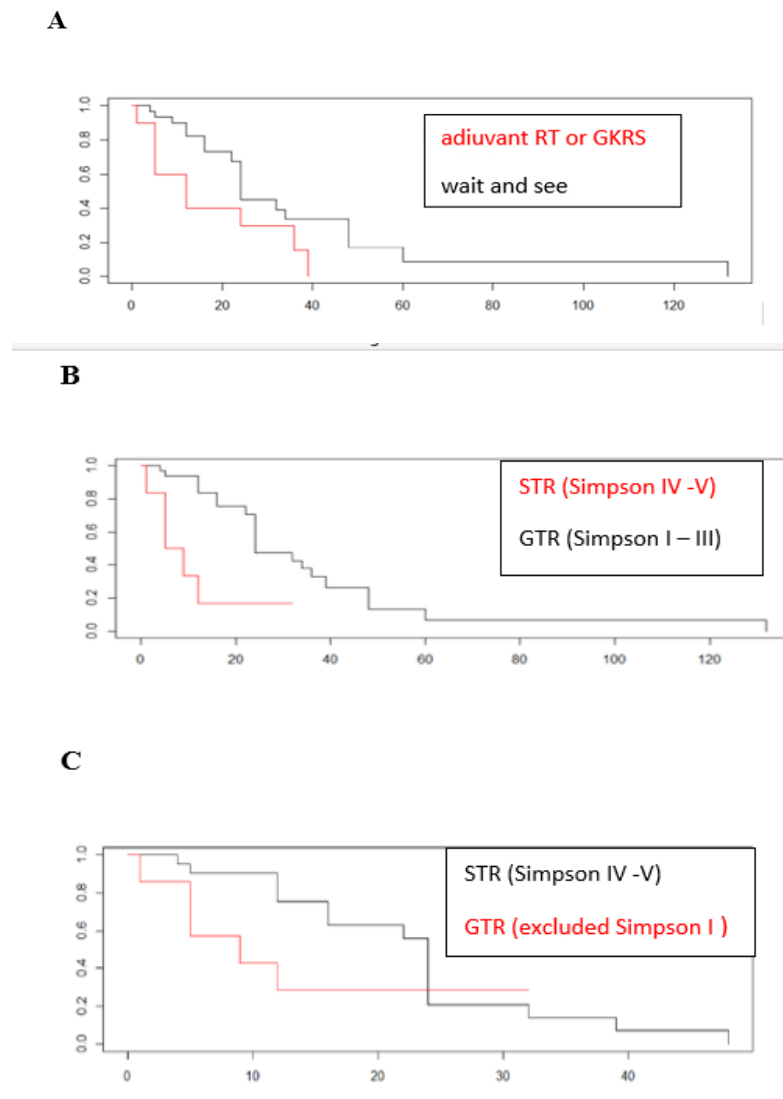 A
1.0
0.8
0.6
0.4
0.2
0.0
adiuvant RT or GKRS
wait and see
0 20 40 60 80 100 120
B
1.0
0.8
0.6
0.4
0.2
0.0
STR (Simpson IV -V)
GTR (Simpson I – III)
0 20 40 60 80 100 120
C
1.0
0.8
0.6
0.4
0.2
0.0
STR (Simpson IV -V)
GTR (excluded Simpson I )
0 10 20 30 40